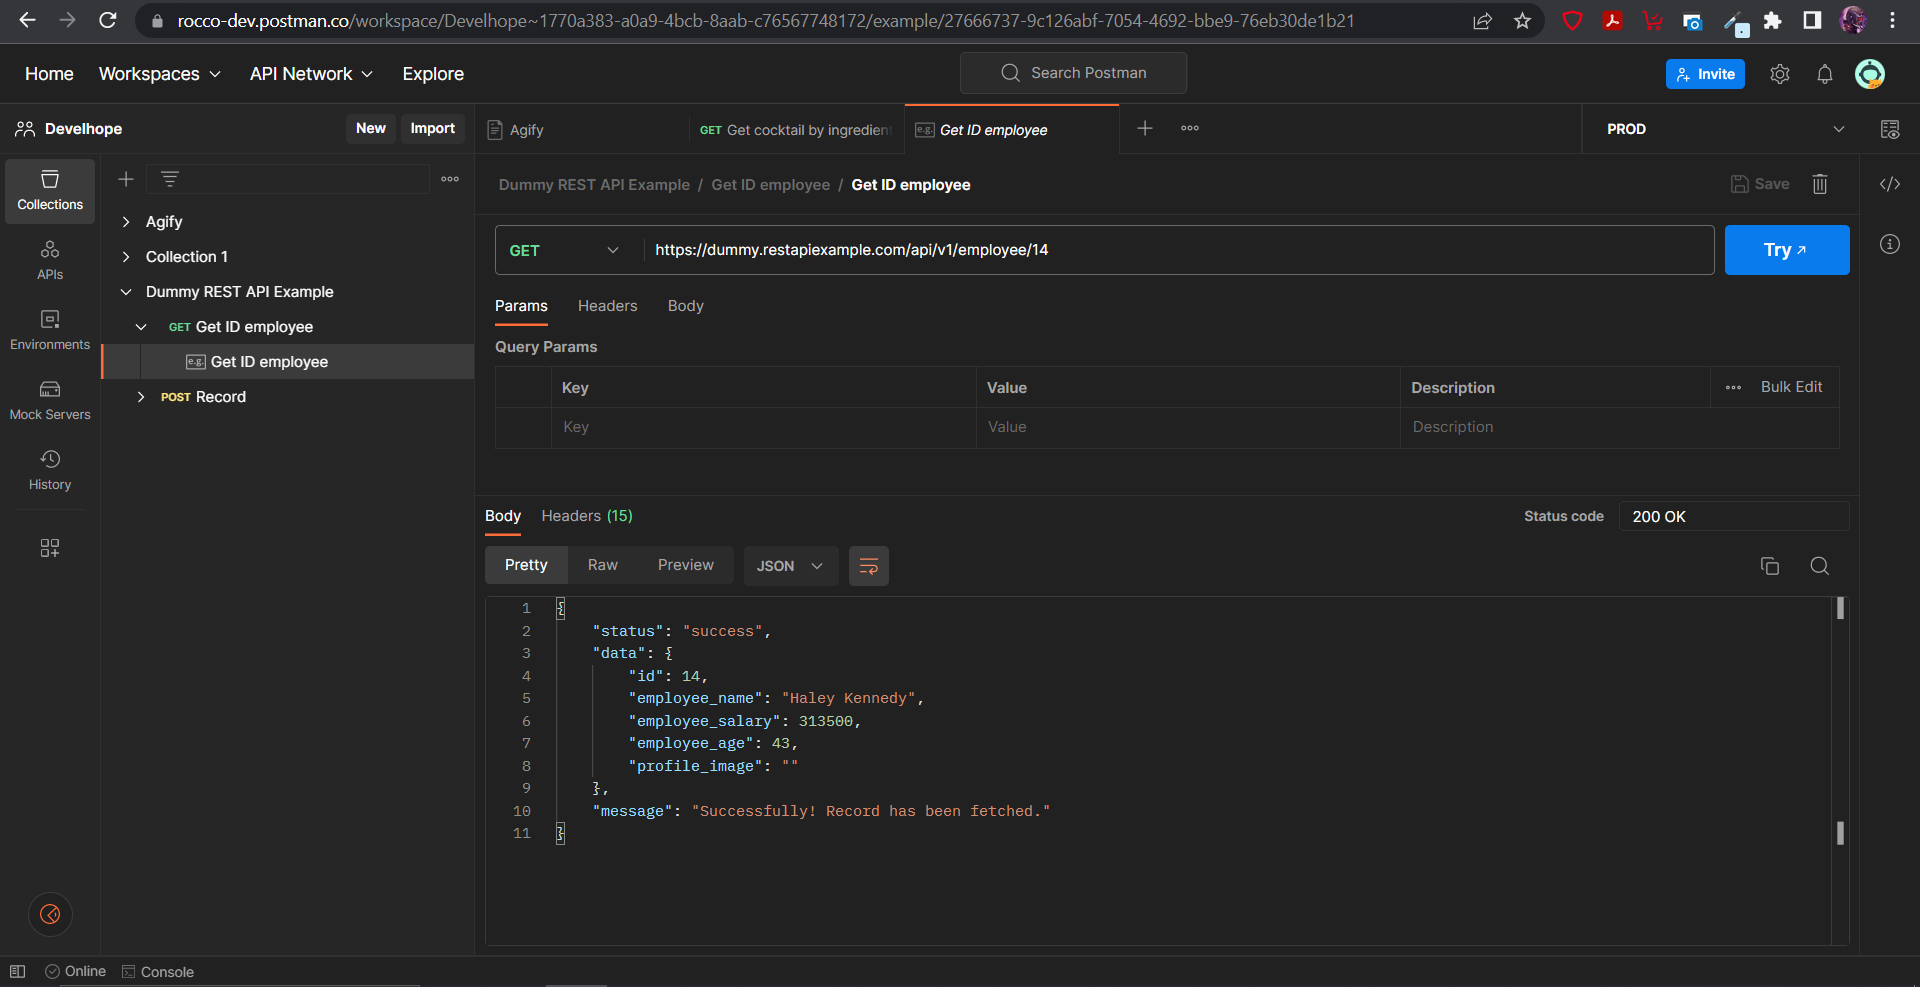 rocco-dev.postman.co/workspace/Develhope~1770a383-a0a9-4bcb-8aab-c76567748172/example/27666737-9c126abf-7054-4692-bbe9-76eb30de1b21
Home Workspaces API Network Explore Search Postman Invite
Develhope New Import Agify GET Get cocktail by ingredient e.g. Get ID employee PROD
Collections
APIs
Environments
Mock Servers
History
Agify
Collection 1
Dummy REST API Example
GET Get ID employee
e.g. Get ID employee
POST Record
Dummy REST API Example / Get ID employee / Get ID employee Save
GET https://dummy.restapiexample.com/api/v1/employee/14 Try
Params Headers Body
Query Params
Key Value Description Bulk Edit
Key Value Description
Body Headers (15) Status code 200 OK
Pretty Raw Preview JSON
1 {
2 "status": "success",
3 "data": {
4 "id": 14,
5 "employee_name": "Haley Kennedy",
6 "employee_salary": 313500,
7 "employee_age": 43,
8 "profile_image": ""
9 },
10 "message": "Successfully! Record has been fetched."
11 }
Online Console